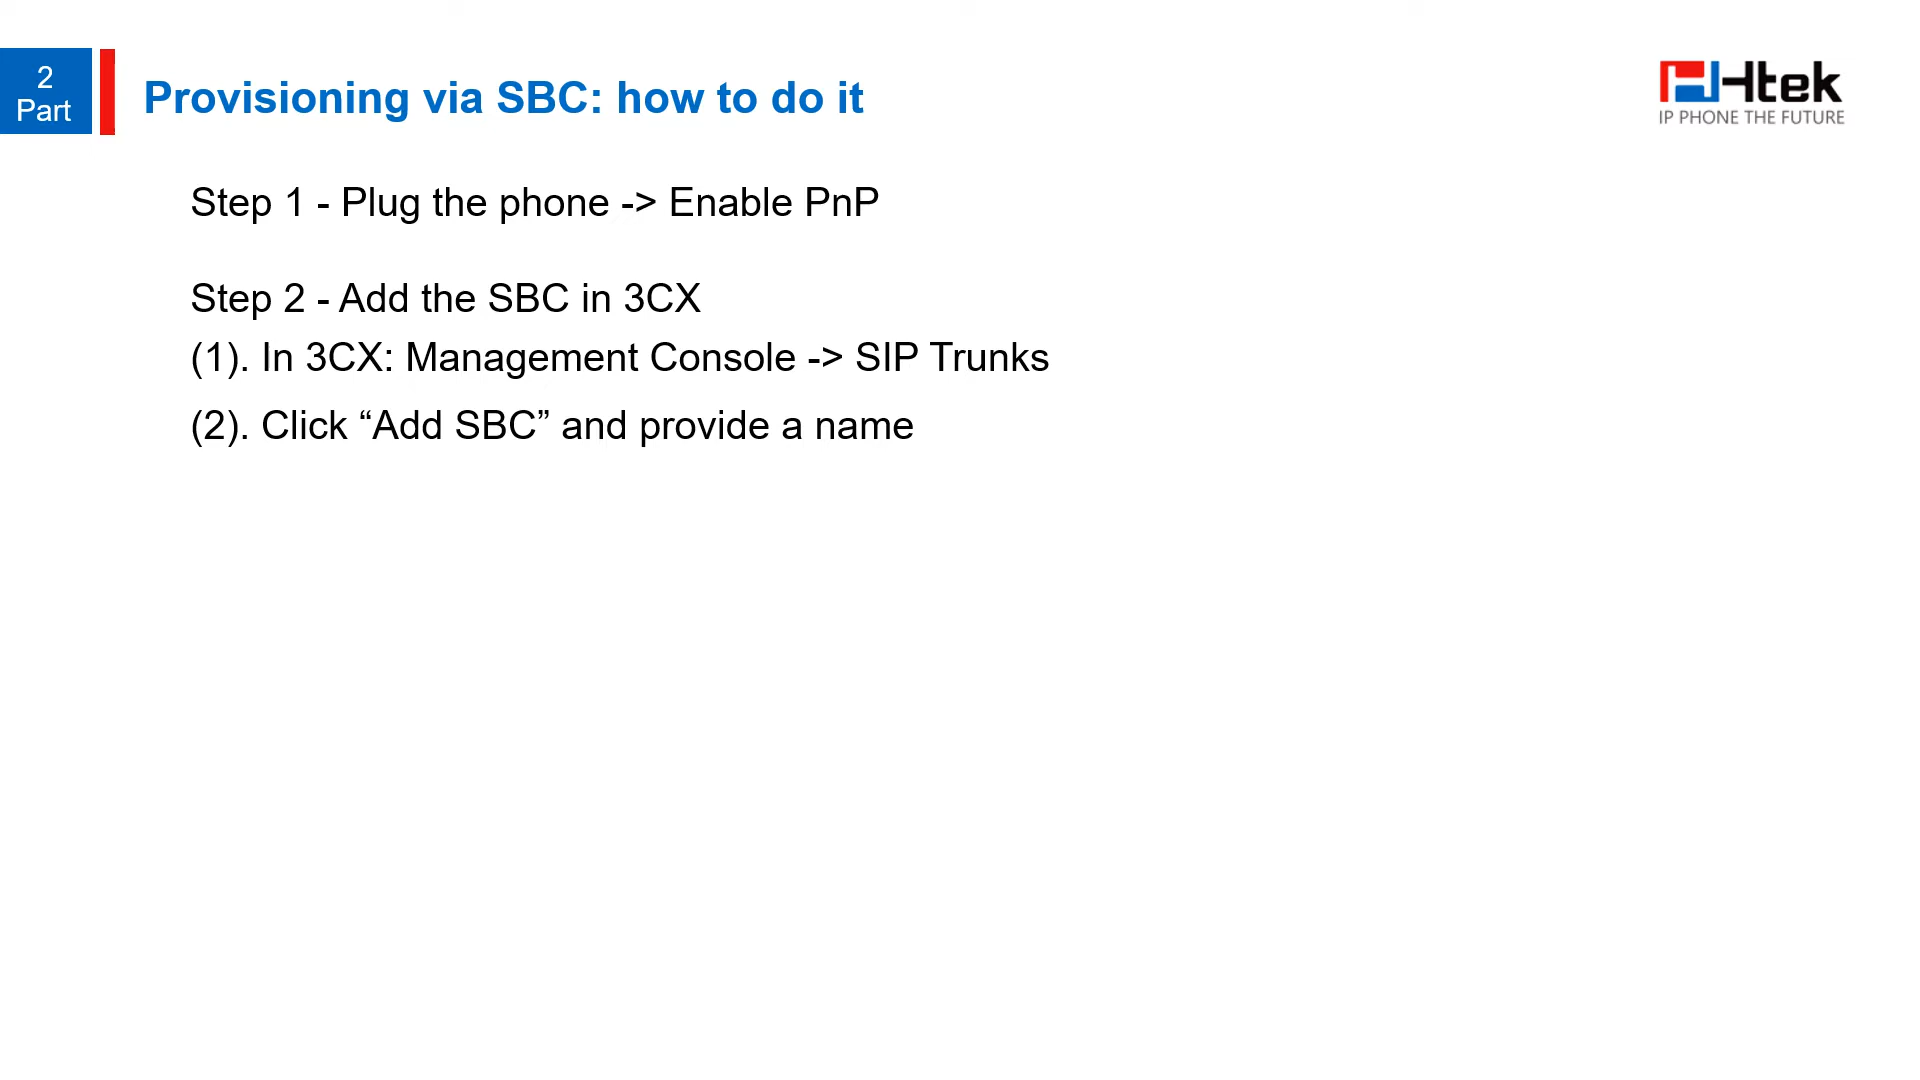 2
Part
Provisioning via SBC: how to do it
Htek
IP PHONE THE FUTURE
Step 1 - Plug the phone -> Enable PnP
Step 2 - Add the SBC in 3CX
(1). In 3CX: Management Console -> SIP Trunks
(2). Click “Add SBC” and provide a name